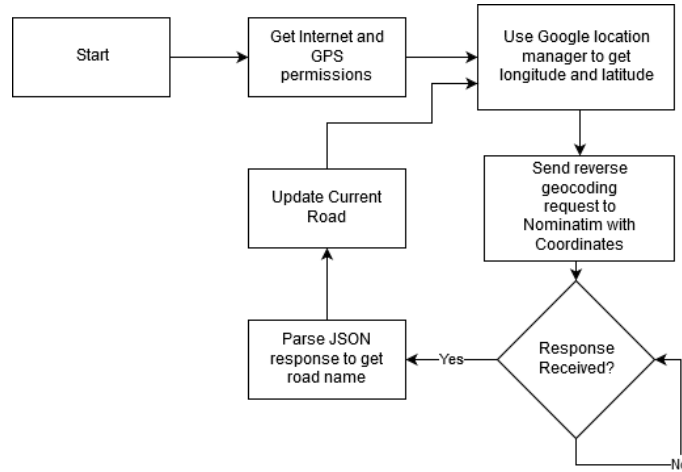 Start
Get Internet and
GPS
permissions
Use Google location
manager to get
longitude and latitude
Send reverse
geocoding
request to
Nominatim with
Coordinates
Update Current
Road
Parse JSON
response to get
road name
Yes
Response
Received?